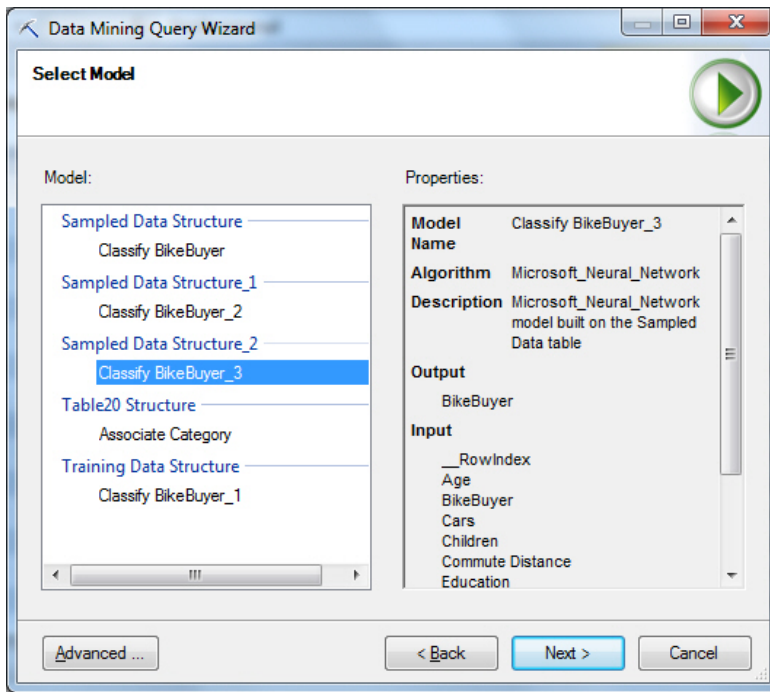 Data Mining Query Wizard
Select Model
Model:
Sampled Data Structure
Classify BikeBuyer
Sampled Data Structure_1
Classify BikeBuyer_2
Sampled Data Structure_2
Classify BikeBuyer_3
Table20 Structure
Associate Category
Training Data Structure
Classify BikeBuyer_1
Properties:
Model Name Classify BikeBuyer_3
Algorithm Microsoft_Neural_Network
Description Microsoft_Neural_Network
model built on the Sampled
Data table
Output
BikeBuyer
Input
__RowIndex
Age
BikeBuyer
Cars
Children
Commute Distance
Education
Advanced ...
< Back
Next >
Cancel